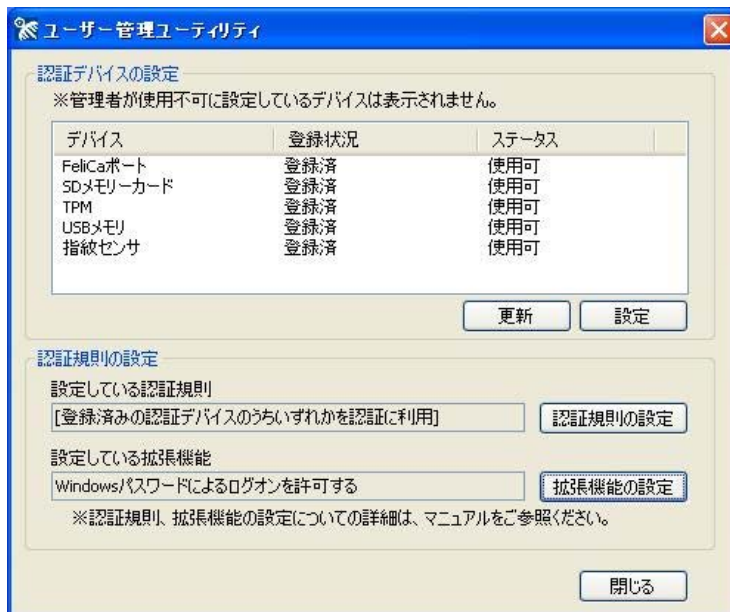 ユーザー管理ユーティリティ
認証デバイスの設定
※管理者が使用不可に設定しているデバイスは表示されません。
デバイス 登録状況 ステータス
FeliCaポート 登録済 使用可
SDメモリーカード 登録済 使用可
TPM 登録済 使用可
USBメモリ 登録済 使用可
指紋センサ 登録済 使用可
更新 設定
認証規則の設定
設定している認証規則
[登録済みの認証デバイスのうちいずれかを認証に利用] 認証規則の設定
設定している拡張機能
Windowsパスワードによるログオンを許可する 拡張機能の設定
※認証規則、拡張機能の設定についての詳細は、マニュアルをご参照ください。
閉じる